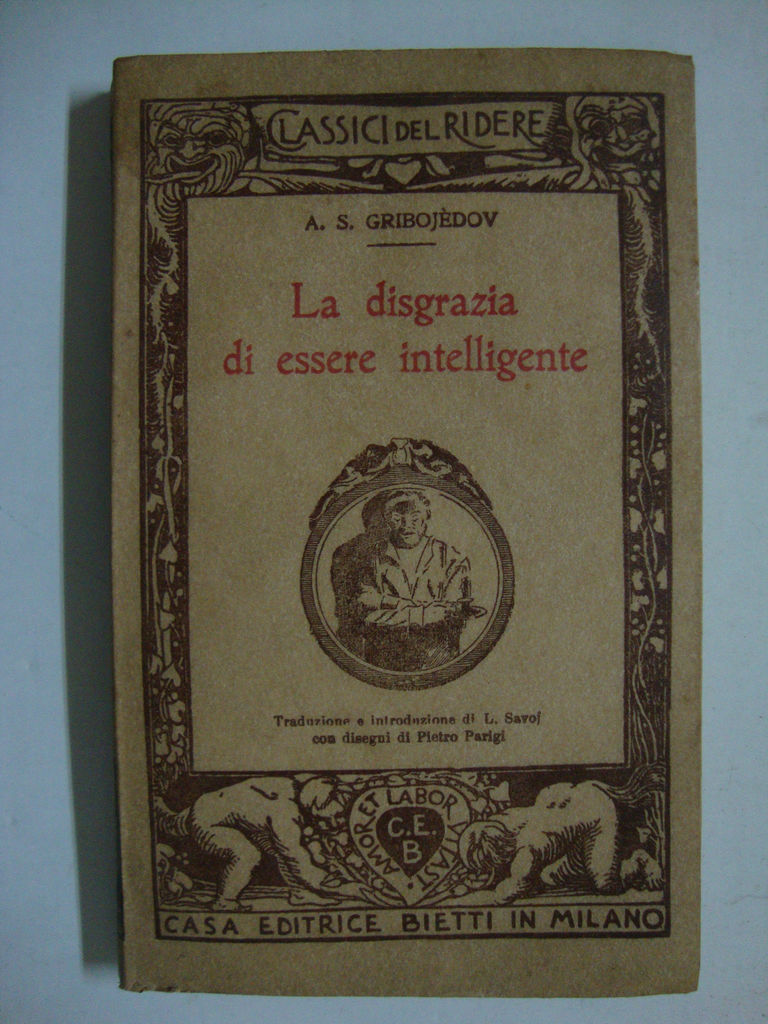 CLASSICI DEL RIDERE
A. S. GRIBOJÈDOV
La disgrazia
di essere intelligente
Traduzione e introduzione di L. Savoj
con disegni di Pietro Parigi
AMOR ET LABOR VITAST
C.E.
B
CASA EDITRICE BIETTI IN MILANO